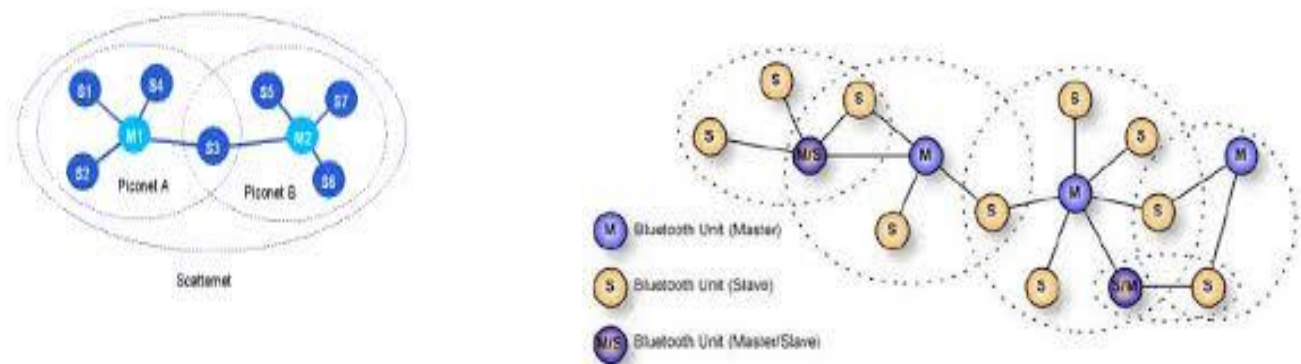 S1
S4
S5
S7
M1
S3
M2
S2
Piconet A
Piconet B
S6
Scatternet
S
S
S
S
S
M/S
M
M
M
S
S
S
S
S/M
S
M Bluetooth Unit (Master)
S Bluetooth Unit (Slave)
M/S Bluetooth Unit (Master/Slave)